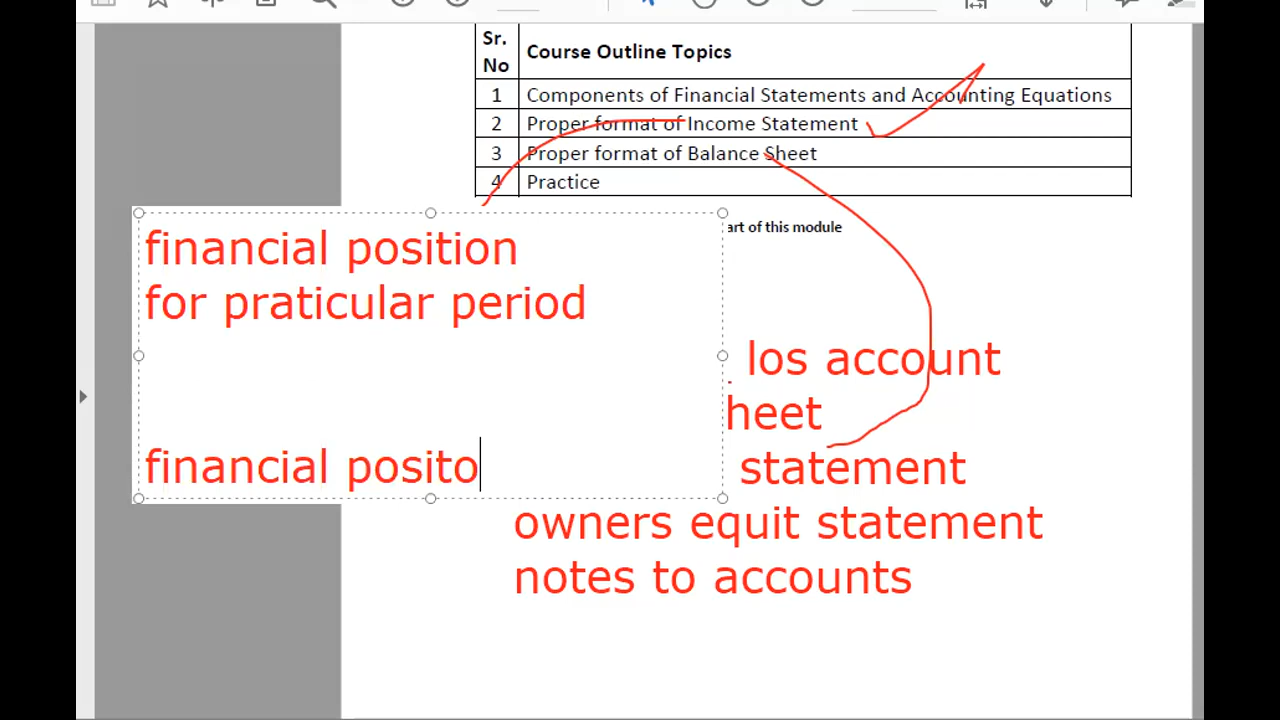 Sr.
No
Course Outline Topics
1 Components of Financial Statements and Accounting Equations
2 Proper format of Income Statement
3 Proper format of Balance Sheet
4 Practice
art of this module
financial position
for praticular period
los account
heet
financial posito
statement
owners equit statement
notes to accounts